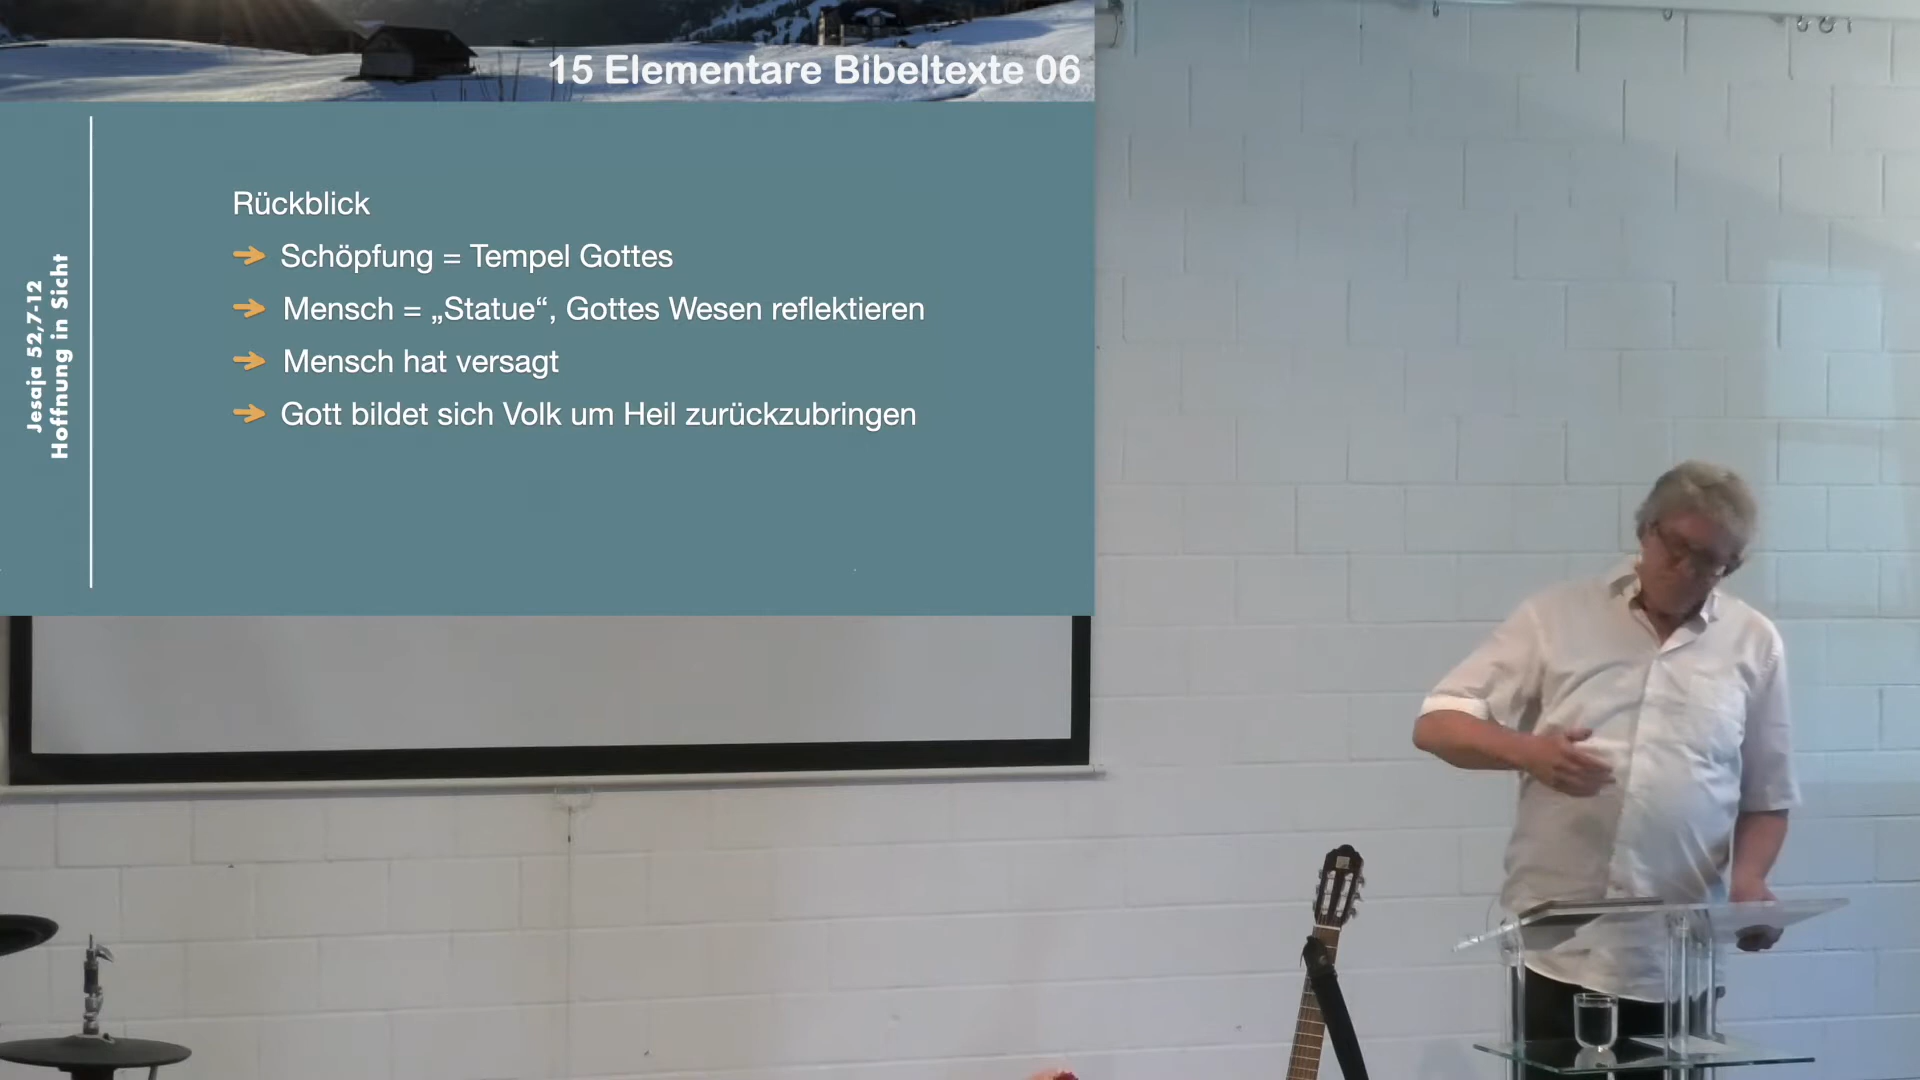 15 Elementare Bibeltexte 06
Jesaja 52,7-12
Hoffnung in Sicht
Rückblick
➔ Schöpfung = Tempel Gottes
➔ Mensch = „Statue“, Gottes Wesen reflektieren
➔ Mensch hat versagt
➔ Gott bildet sich Volk um Heil zurückzubringen